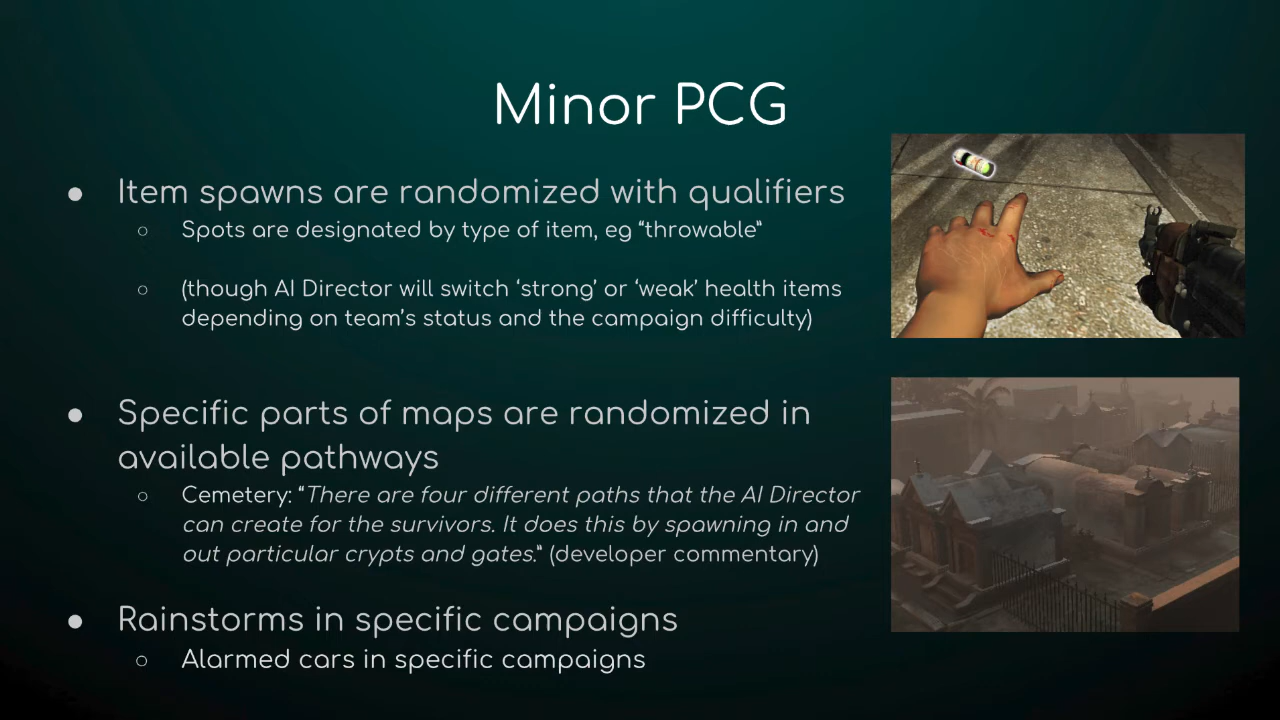 Minor PCG
● Item spawns are randomized with qualifiers
○ Spots are designated by type of item, eg “throwable”
○ (though AI Director will switch ‘strong’ or ‘weak’ health items
depending on team’s status and the campaign difficulty)
● Specific parts of maps are randomized in
available pathways
○ Cemetery: “There are four different paths that the AI Director
can create for the survivors. It does this by spawning in and
out particular crypts and gates.” (developer commentary)
● Rainstorms in specific campaigns
○ Alarmed cars in specific campaigns